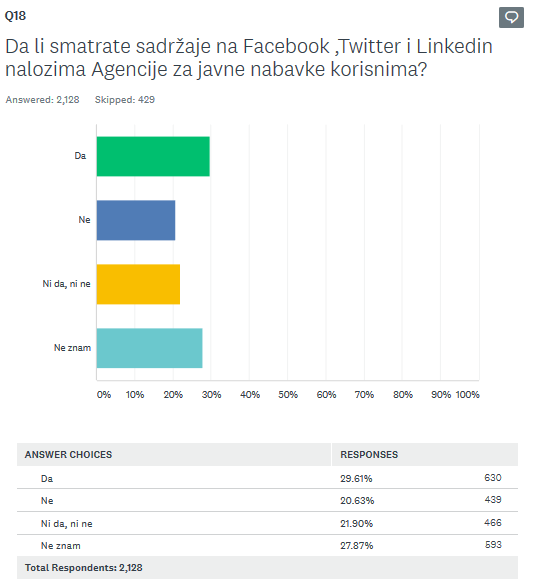 Q18
Da li smatrate sadržaje na Facebook ,Twitter i Linkedin
nalozima Agencije za javne nabavke korisnima?
Answered: 2,128 Skipped: 429
Da
Ne
Ni da, ni ne
Ne znam
0% 10% 20% 30% 40% 50% 60% 70% 80% 90% 100%
ANSWER CHOICES RESPONSES
Da 29.61% 630
Ne 20.63% 439
Ni da, ni ne 21.90% 466
Ne znam 27.87% 593
Total Respondents: 2,128